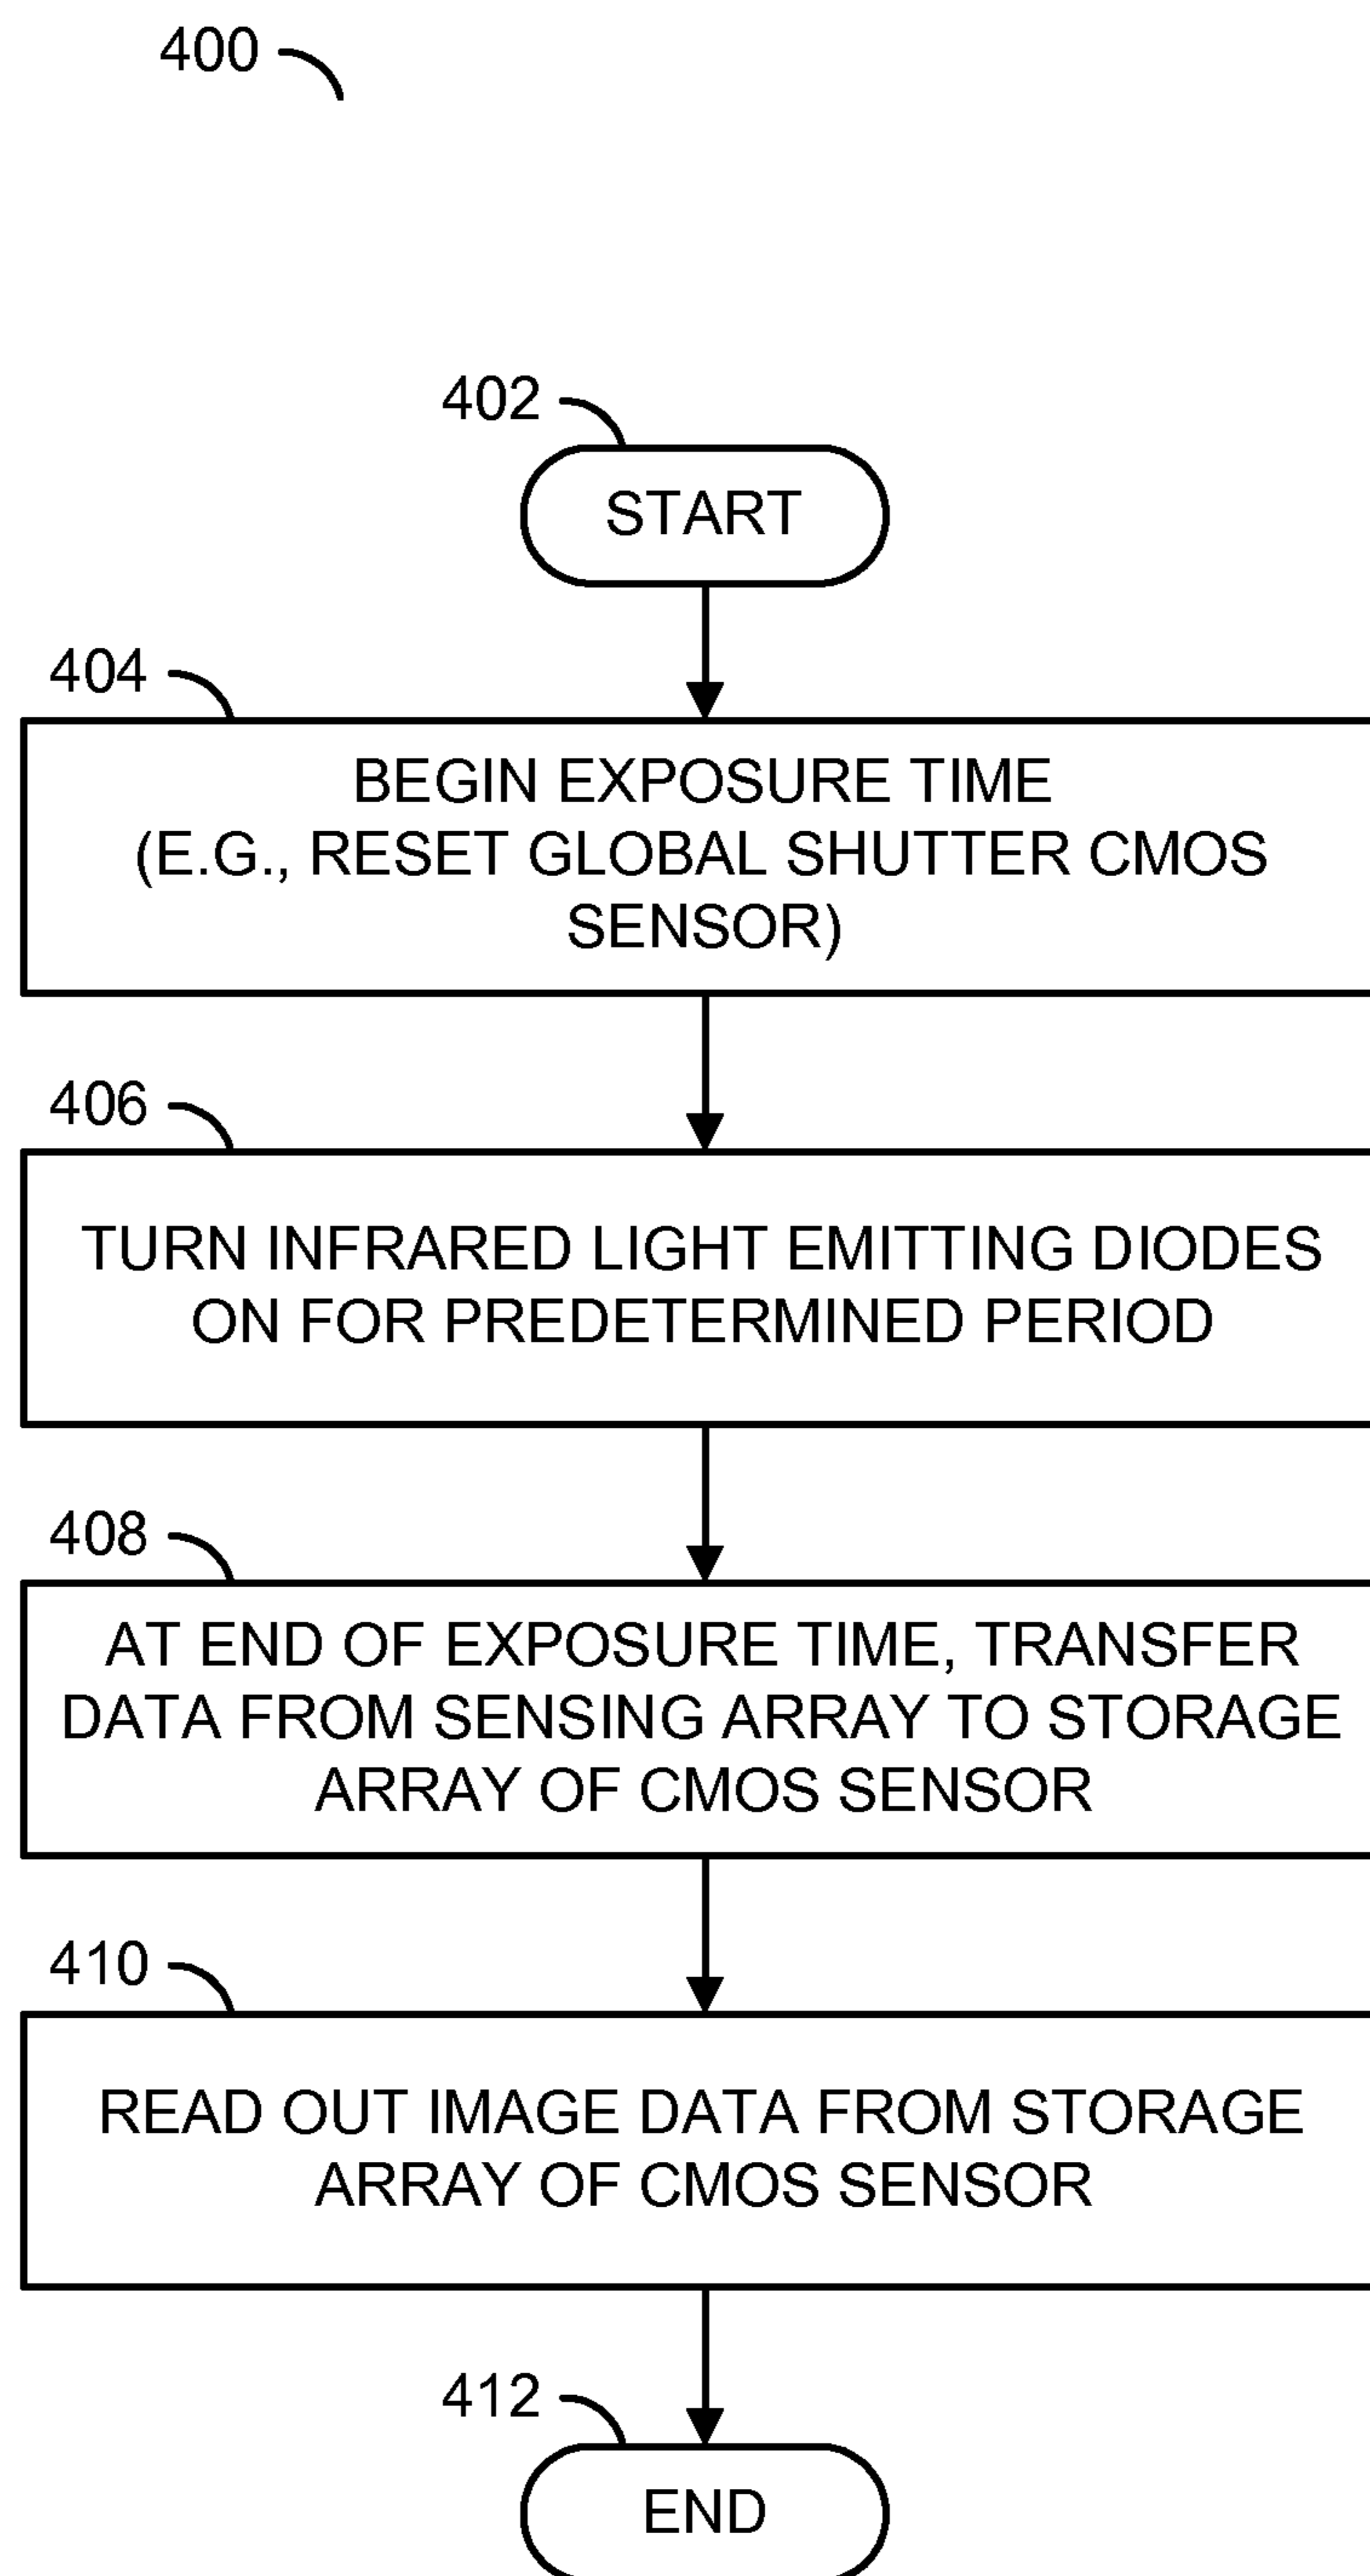 400
402
START
404
BEGIN EXPOSURE TIME
(E.G., RESET GLOBAL SHUTTER CMOS
SENSOR)
406
TURN INFRARED LIGHT EMITTING DIODES
ON FOR PREDETERMINED PERIOD
408
AT END OF EXPOSURE TIME, TRANSFER
DATA FROM SENSING ARRAY TO STORAGE
ARRAY OF CMOS SENSOR
410
READ OUT IMAGE DATA FROM STORAGE
ARRAY OF CMOS SENSOR
412
END